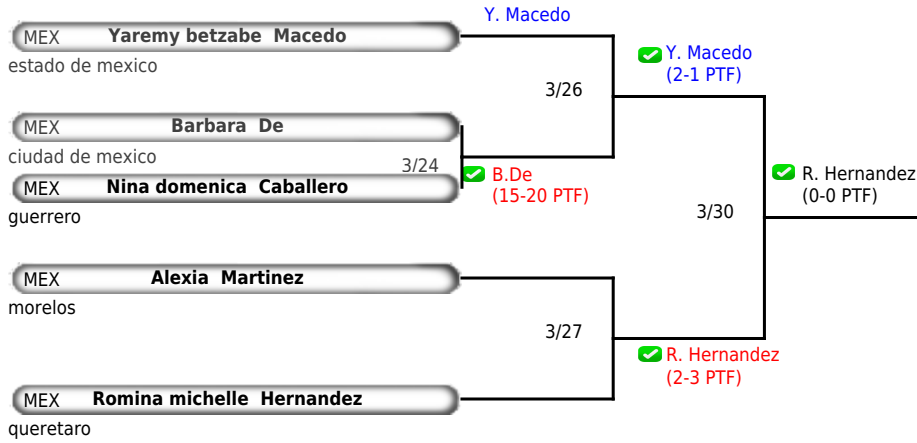 Y. Macedo
MEX Yaremy betzabe Macedo
estado de mexico
Y. Macedo
(2-1 PTF)
3/26
MEX Barbara De
ciudad de mexico
3/24
B.De
(15-20 PTF)
MEX Nina domenica Caballero
guerrero
R. Hernandez
(0-0 PTF)
3/30
MEX Alexia Martinez
morelos
3/27
R. Hernandez
(2-3 PTF)
MEX Romina michelle Hernandez
queretaro